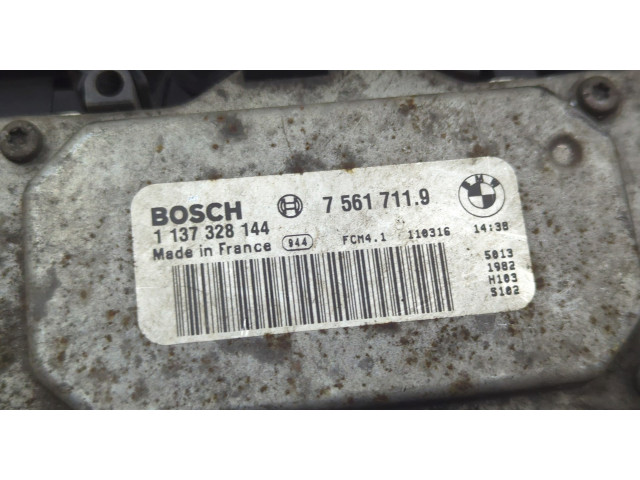 BOSCH 7 561 711.9 BMW
1 137 328 144 14:38
Made in France 944 FCM4.1 110316
5013
1982
H103
S102